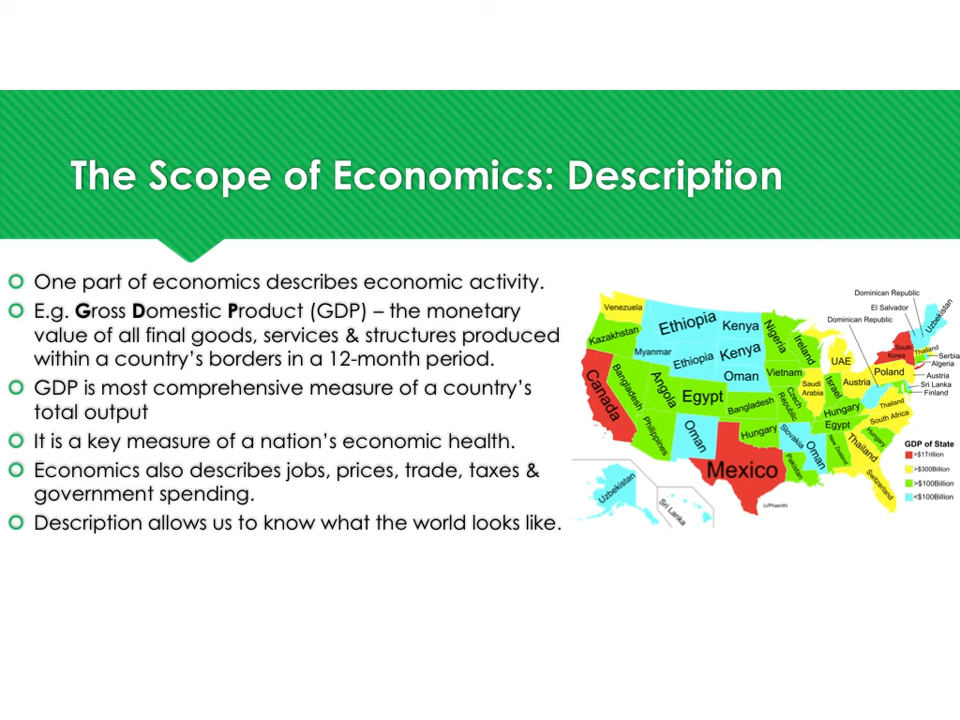 The Scope of Economics: Description
One part of economics describes economic activity.
E.g. Gross Domestic Product (GDP) – the monetary
value of all final goods, services & structures produced
within a country's borders in a 12-month period.
GDP is most comprehensive measure of a country's
total output
It is a key measure of a nation's economic health.
Economics also describes jobs, prices, trade, taxes &
government spending.
Description allows us to know what the world looks like.
Dominican Republic
El Salvador
Dominican Republic
Uzbekistan
Venezuela
Kazakhstan
Ethiopia
Kenya
Nigeria
Ireland
Myanmar
Ethiopia
Kenya
UAE
South
Korea
Thailand
Serbia
Algeria
Canada
Bangladesh
Angola
Oman
Vietnam
Saudi
Arabia
Israel
Austria
Poland
Austria
Sri Lanka
Finland
Egypt
Bangladesh
Czech
Republic
Hungary
Egypt
Thailand
South Africa
Philippines
Oman
Hungary
Slovakia
Oman
New Zealand
Thailand
Hungary
Mexico
Pakistan
Switzerland
Uzbekistan
Sri Lanka
GDP of State
>$1Trillion
>$300Billion
>$100Billion
<$100Billion